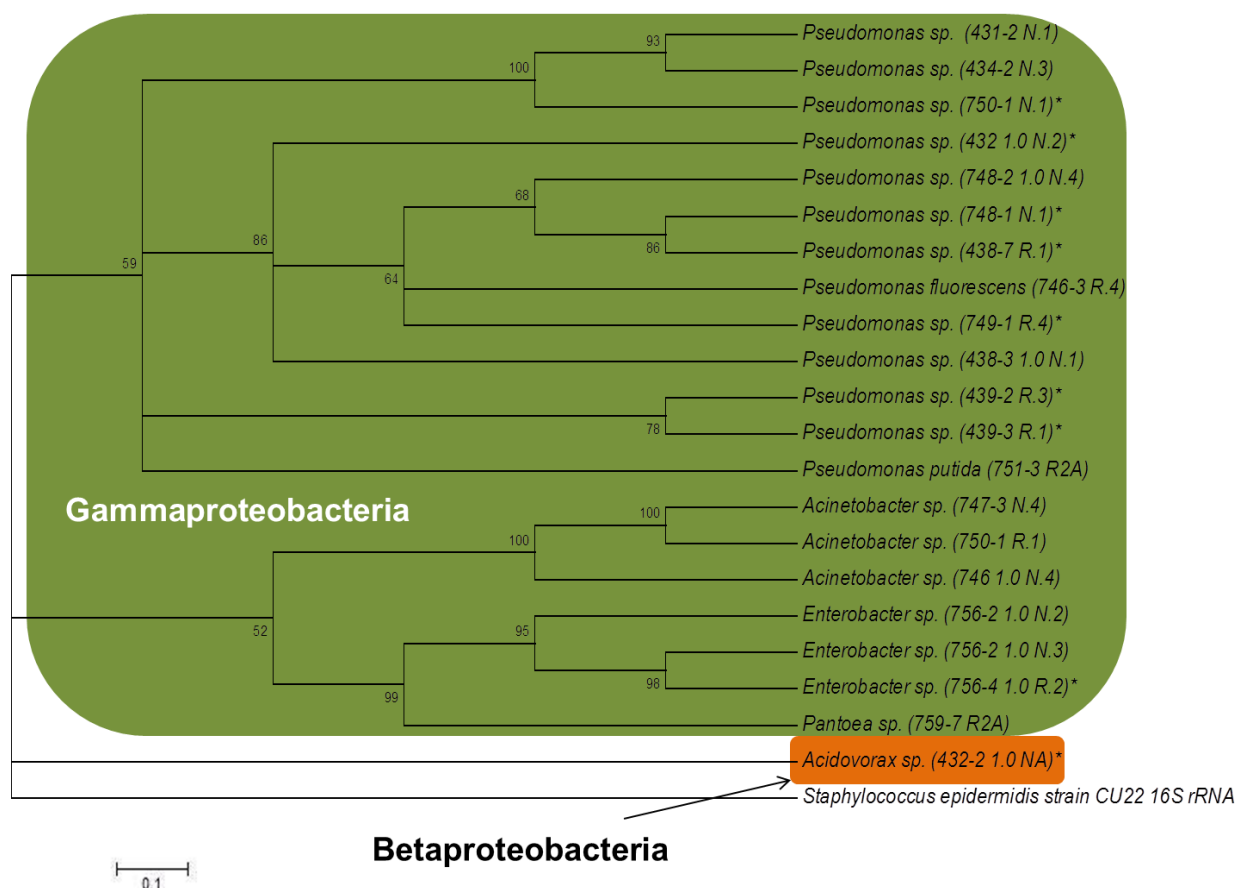 93
Pseudomonas sp. (431-2 N.1)
100
Pseudomonas sp. (434-2 N.3)
Pseudomonas sp. (750-1 N.1)*
Pseudomonas sp. (432 1.0 N.2)*
68
Pseudomonas sp. (748-2 1.0 N.4)
Pseudomonas sp. (748-1 N.1)*
86
86
Pseudomonas sp. (438-7 R.1)*
59
64
Pseudomonas fluorescens (746-3 R.4)
Pseudomonas sp. (749-1 R.4)*
Pseudomonas sp. (438-3 1.0 N.1)
Pseudomonas sp. (439-2 R.3)*
78
Pseudomonas sp. (439-3 R.1)*
Pseudomonas putida (751-3 R2A)
Gammaproteobacteria
100
Acinetobacter sp. (747-3 N.4)
100
Acinetobacter sp. (750-1 R.1)
Acinetobacter sp. (746 1.0 N.4)
52
95
Enterobacter sp. (756-2 1.0 N.2)
Enterobacter sp. (756-2 1.0 N.3)
98
Enterobacter sp. (756-4 1.0 R.2)*
99
Pantoea sp. (759-7 R2A)
Acidovorax sp. (432-2 1.0 NA)*
Staphylococcus epidermidis strain CU22 16S rRNA
Betaproteobacteria
0.1